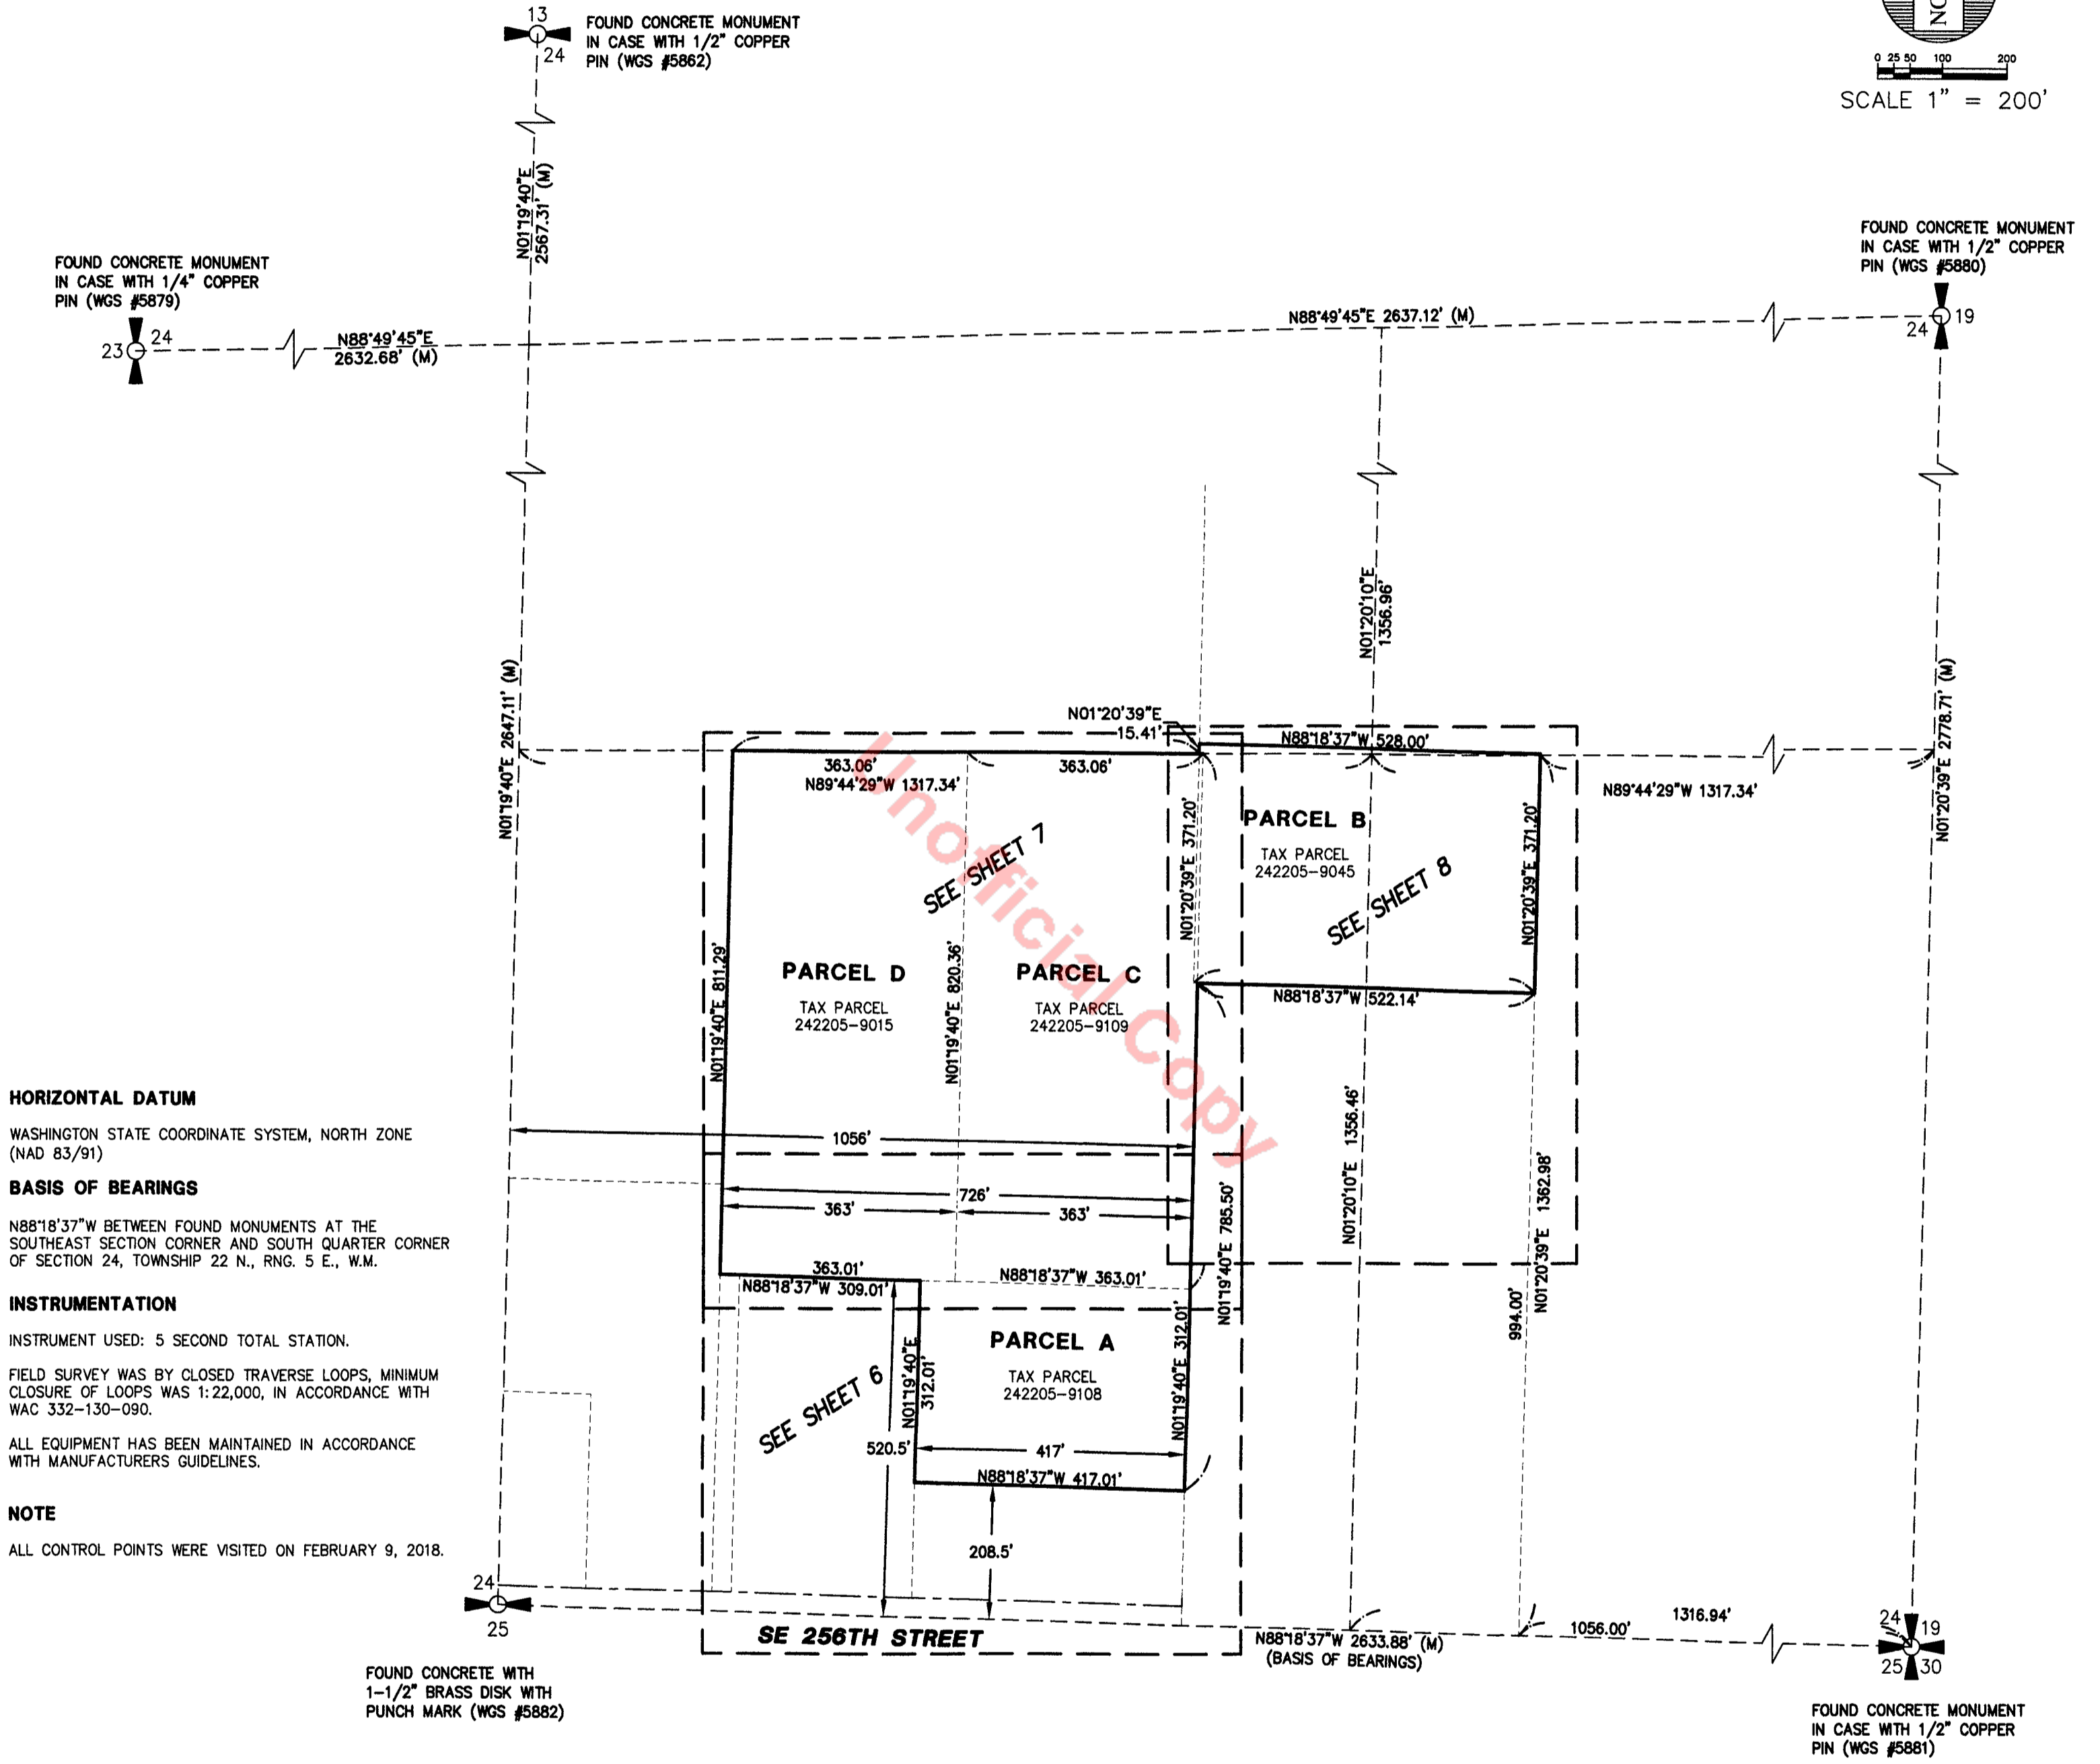 13
24
FOUND CONCRETE MONUMENT
IN CASE WITH 1/2" COPPER
PIN (WGS #5862)
NO
0 25 50 100 200
SCALE 1" = 200'
N01°19'40"E
2567.31' (M)
FOUND CONCRETE MONUMENT
IN CASE WITH 1/4" COPPER
PIN (WGS #5879)
23
24
N88°49'45"E
2632.68' (M)
N88°49'45"E 2637.12' (M)
FOUND CONCRETE MONUMENT
IN CASE WITH 1/2" COPPER
PIN (WGS #5880)
24
19
N01°19'40"E 2647.11' (M)
N01°20'10"E
1356.96'
N01°20'39"E 2778.71' (M)
N01°20'39"E
15.41'
N88°18'37"W 528.00'
363.06'
363.06'
N89°44'29"W 1317.34'
N89°44'29"W 1317.34'
PARCEL B
TAX PARCEL
242205-9045
SEE SHEET 8
N01°20'39"E 371.20'
N01°20'39"E 371.20'
SEE SHEET 7
N01°19'40"E 811.29'
PARCEL D
TAX PARCEL
242205-9015
N01°19'40"E 820.36'
PARCEL C
TAX PARCEL
242205-9109
N88°18'37"W 522.14'
Unofficial Copy
1056'
726'
363'
363'
N01°19'40"E 785.50'
N01°20'10"E 1356.46'
N01°20'39"E 1362.98'
994.00'
363.01'
N88°18'37"W 309.01'
N88°18'37"W 363.01'
PARCEL A
TAX PARCEL
242205-9108
N01°19'40"E
312.01'
N01°19'40"E 312.01'
SEE SHEET 6
520.5'
417'
N88°18'37"W 417.01'
208.5'
HORIZONTAL DATUM
WASHINGTON STATE COORDINATE SYSTEM, NORTH ZONE
(NAD 83/91)
BASIS OF BEARINGS
N88°18'37"W BETWEEN FOUND MONUMENTS AT THE
SOUTHEAST SECTION CORNER AND SOUTH QUARTER CORNER
OF SECTION 24, TOWNSHIP 22 N., RNG. 5 E., W.M.
INSTRUMENTATION
INSTRUMENT USED: 5 SECOND TOTAL STATION.
FIELD SURVEY WAS BY CLOSED TRAVERSE LOOPS, MINIMUM
CLOSURE OF LOOPS WAS 1:22,000, IN ACCORDANCE WITH
WAC 332-130-090.
ALL EQUIPMENT HAS BEEN MAINTAINED IN ACCORDANCE
WITH MANUFACTURERS GUIDELINES.
NOTE
ALL CONTROL POINTS WERE VISITED ON FEBRUARY 9, 2018.
24
25
FOUND CONCRETE WITH
1-1/2" BRASS DISK WITH
PUNCH MARK (WGS #5882)
SE 256TH STREET
N88°18'37"W 2633.88' (M)
(BASIS OF BEARINGS)
1056.00'
1316.94'
24
19
25
30
FOUND CONCRETE MONUMENT
IN CASE WITH 1/2" COPPER
PIN (WGS #5881)